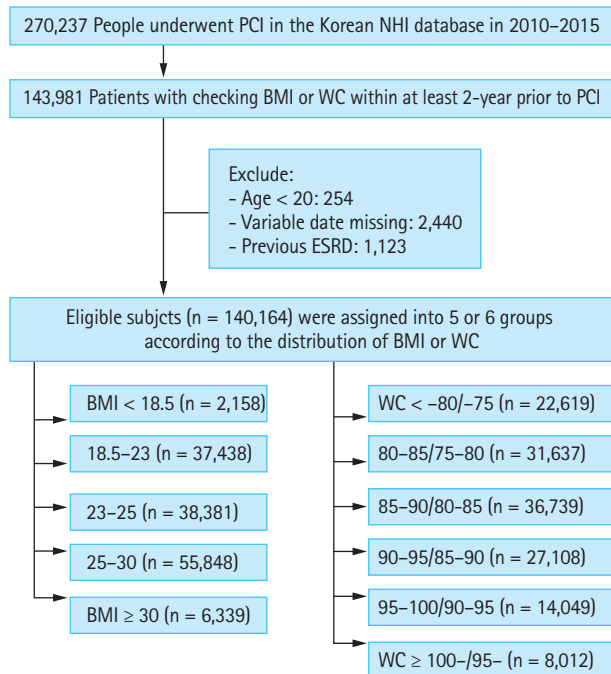 270,237 People underwent PCI in the Korean NHI database in 2010–2015
143,981 Patients with checking BMI or WC within at least 2-year prior to PCI
Exclude:
- Age < 20: 254
- Variable date missing: 2,440
- Previous ESRD: 1,123
Eligible subjcts (n = 140,164) were assigned into 5 or 6 groups
according to the distribution of BMI or WC
BMI < 18.5 (n = 2,158)
18.5–23 (n = 37,438)
23–25 (n = 38,381)
25–30 (n = 55,848)
BMI ≥ 30 (n = 6,339)
WC < –80/–75 (n = 22,619)
80–85/75–80 (n = 31,637)
85–90/80-85 (n = 36,739)
90–95/85–90 (n = 27,108)
95–100/90–95 (n = 14,049)
WC ≥ 100–/95– (n = 8,012)